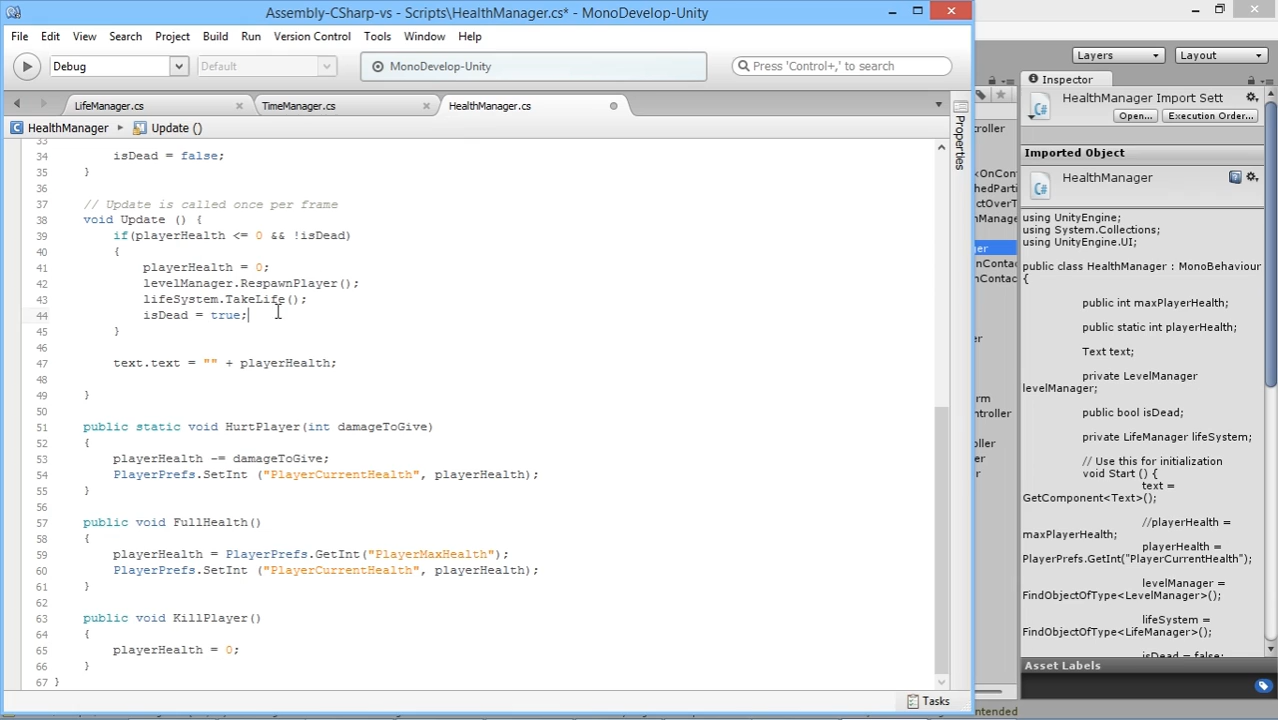 Assembly-CSharp-vs - Scripts\HealthManager.cs* - MonoDevelop-Unity
File Edit View Search Project Build Run Version Control Tools Window Help
Debug Default MonoDevelop-Unity Press 'Control+,' to search
LifeManager.cs TimeManager.cs HealthManager.cs
HealthManager Update ()
33
34 isDead = false;
35 }
36
37 // Update is called once per frame
38 void Update () {
39 if(playerHealth <= 0 && !isDead)
40 {
41 playerHealth = 0;
42 levelManager.RespawnPlayer();
43 lifeSystem.TakeLife();
44 isDead = true;
45 }
46
47 text.text = "" + playerHealth;
48
49 }
50
51 public static void HurtPlayer(int damageToGive)
52 {
53 playerHealth -= damageToGive;
54 PlayerPrefs.SetInt ("PlayerCurrentHealth", playerHealth);
55 }
56
57 public void FullHealth()
58 {
59 playerHealth = PlayerPrefs.GetInt("PlayerMaxHealth");
60 PlayerPrefs.SetInt ("PlayerCurrentHealth", playerHealth);
61 }
62
63 public void KillPlayer()
64 {
65 playerHealth = 0;
66 }
67 }
Properties
Tasks
Layers Layout
Inspector
HealthManager Import Sett
Open... Execution Order...
Imported Object
HealthManager
using UnityEngine;
using System.Collections;
using UnityEngine.UI;
public class HealthManager : MonoBehaviour
{
public int maxPlayerHealth;
public static int playerHealth;
Text text;
private LevelManager
levelManager;
public bool isDead;
private LifeManager lifeSystem;
// Use this for initialization
void Start () {
text =
GetComponent<Text>();
//playerHealth =
maxPlayerHealth;
playerHealth =
PlayerPrefs.GetInt("PlayerCurrentHealth");
levelManager =
FindObjectOfType<LevelManager>();
lifeSystem =
FindObjectOfType<LifeManager>();
isDead = false;
Asset Labels